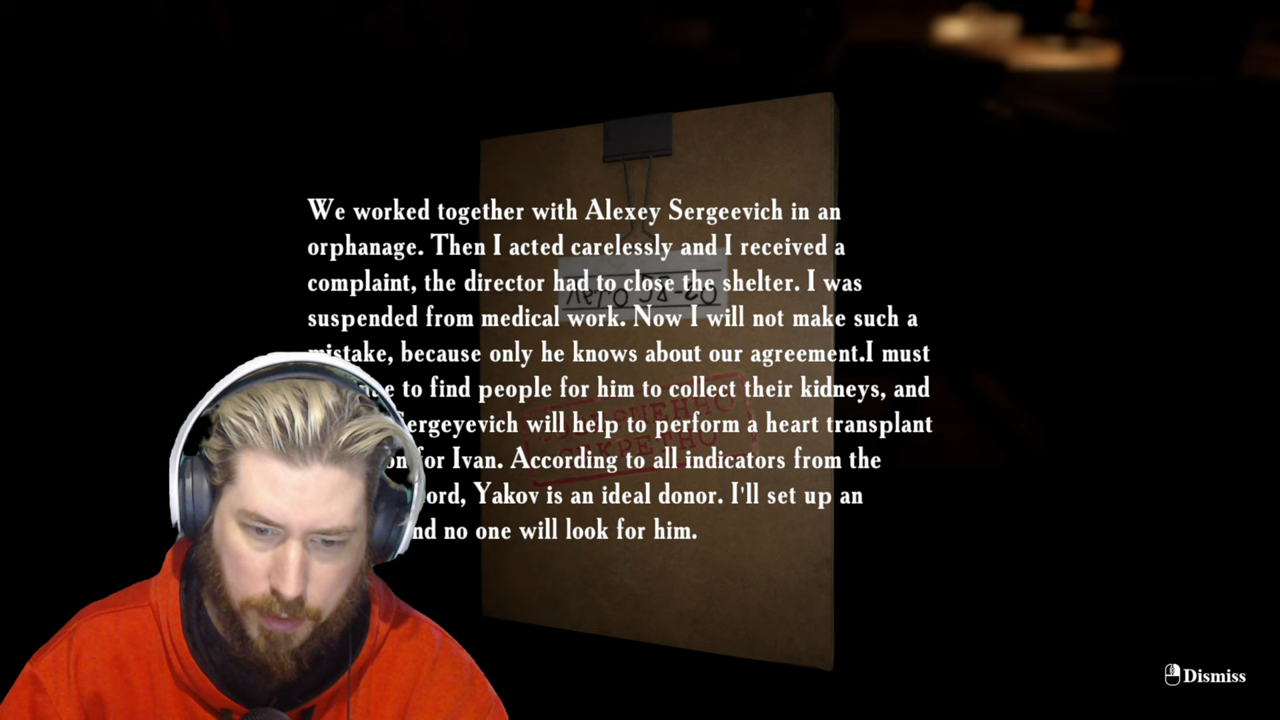 We worked together with Alexey Sergeevich in an
orphanage. Then I acted carelessly and I received a
complaint, the director had to close the shelter. I was
suspended from medical work. Now I will not make such a
mistake, because only he knows about our agreement.I must
to find people for him to collect their kidneys, and
ergeyevich will help to perform a heart transplant
for Ivan. According to all indicators from the
ord, Yakov is an ideal donor. I'll set up an
nd no one will look for him.
Dismiss